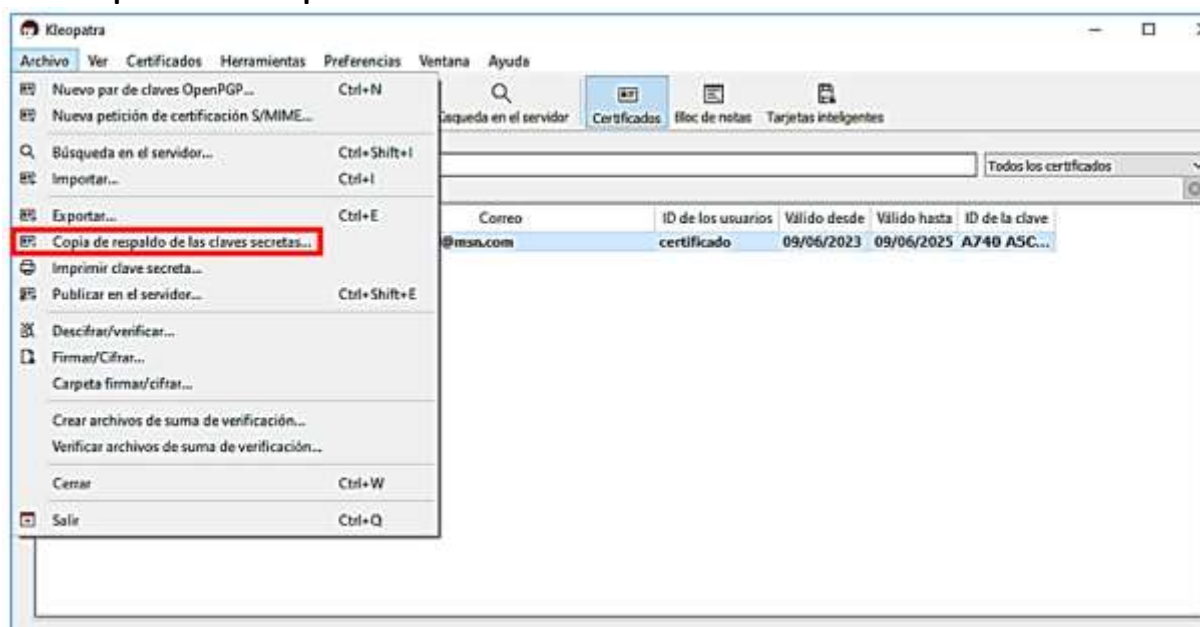 Kleopatra
Archivo Ver Certificados Herramientas Preferencias Ventana Ayuda
Nuevo par de claves OpenPGP... Ctrl+N
Nueva petición de certificación S/MIME...
úsqueda en el servidor Certificados Bloc de notas Tarjetas inteligentes
Búsqueda en el servidor... Ctrl+Shift+I
Importar... Ctrl+I
Todos los certificados
Exportar... Ctrl+E
Correo ID de los usuarios Válido desde Válido hasta ID de la clave
Copia de respaldo de las claves secretas...
@msn.com certificado 09/06/2023 09/06/2025 A740 A5C...
Imprimir clave secreta...
Publicar en el servidor... Ctrl+Shift+E
Descifrar/verificar...
Firmar/Cifrar...
Carpeta firmar/cifrar...
Crear archivos de suma de verificación...
Verificar archivos de suma de verificación...
Cerrar Ctrl+W
Salir Ctrl+Q